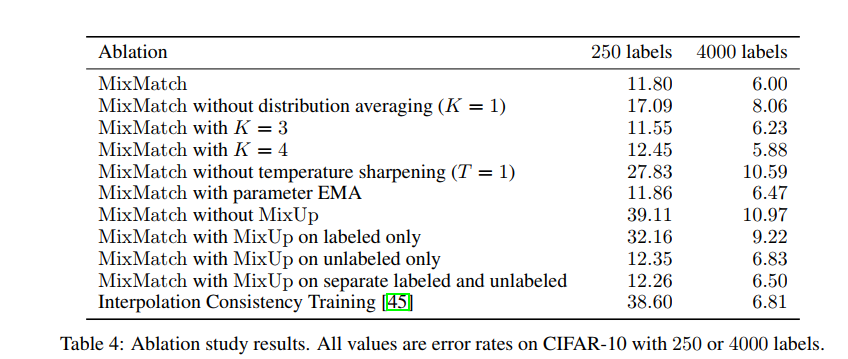 Ablation 250 labels 4000 labels
MixMatch 11.80 6.00
MixMatch without distribution averaging (K = 1) 17.09 8.06
MixMatch with K = 3 11.55 6.23
MixMatch with K = 4 12.45 5.88
MixMatch without temperature sharpening (T = 1) 27.83 10.59
MixMatch with parameter EMA 11.86 6.47
MixMatch without MixUp 39.11 10.97
MixMatch with MixUp on labeled only 32.16 9.22
MixMatch with MixUp on unlabeled only 12.35 6.83
MixMatch with MixUp on separate labeled and unlabeled 12.26 6.50
Interpolation Consistency Training [45] 38.60 6.81
Table 4: Ablation study results. All values are error rates on CIFAR-10 with 250 or 4000 labels.